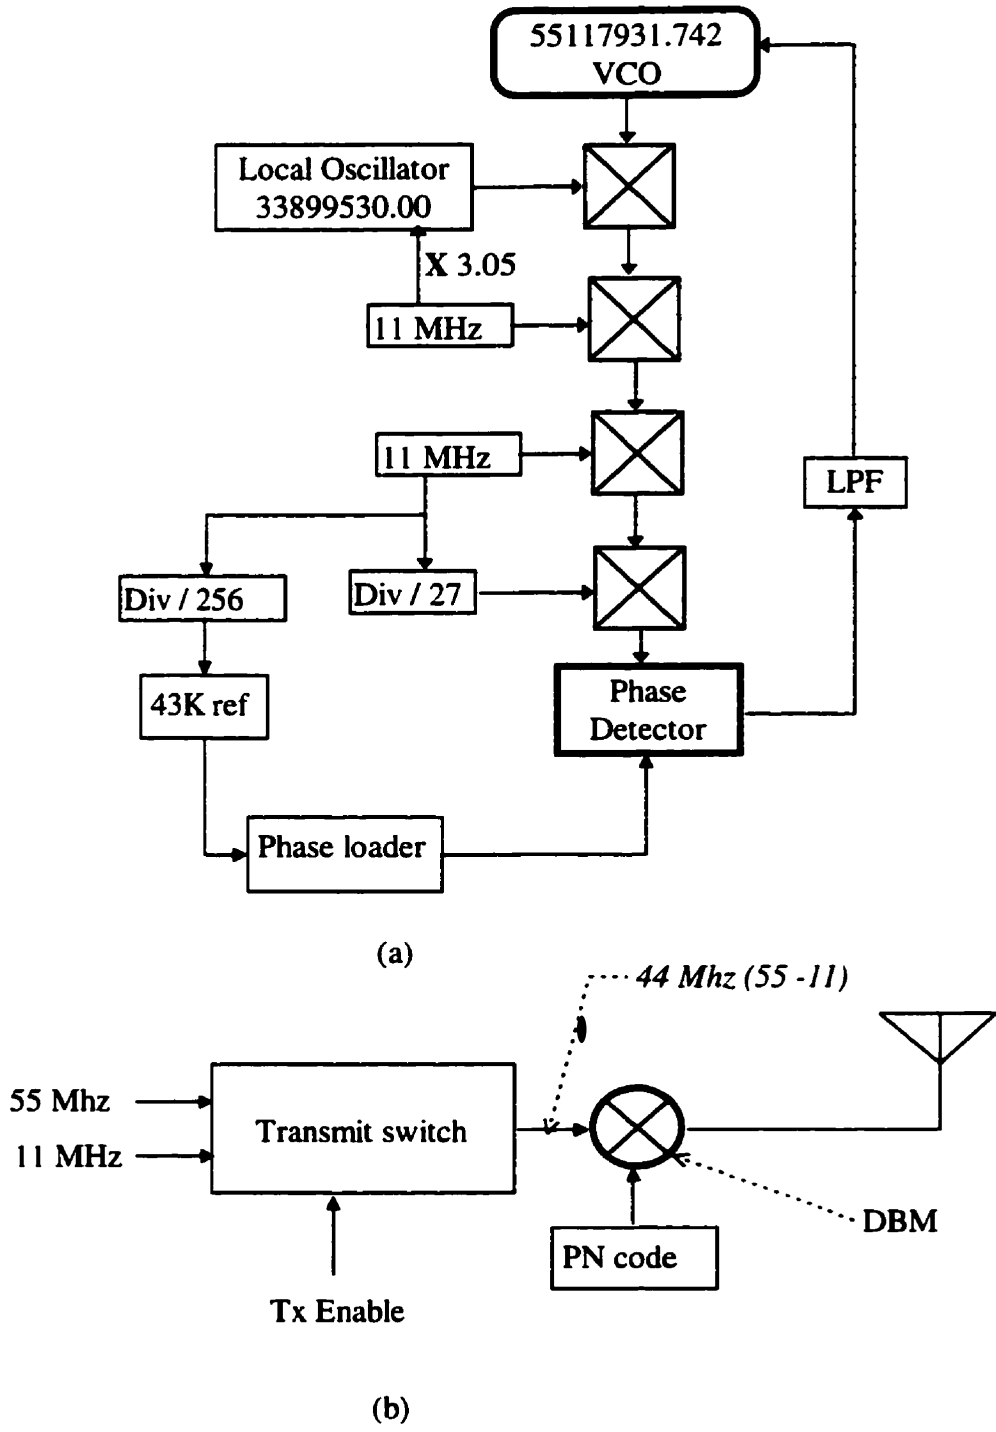 55117931.742
VCO
Local Oscillator
33899530.00
X 3.05
11 MHz
11 MHz
LPF
Div / 256
Div / 27
43K ref
Phase
Detector
Phase loader
(a)
44 Mhz (55 -11)
55 Mhz
Transmit switch
11 MHz
DBM
PN code
Tx Enable
(b)